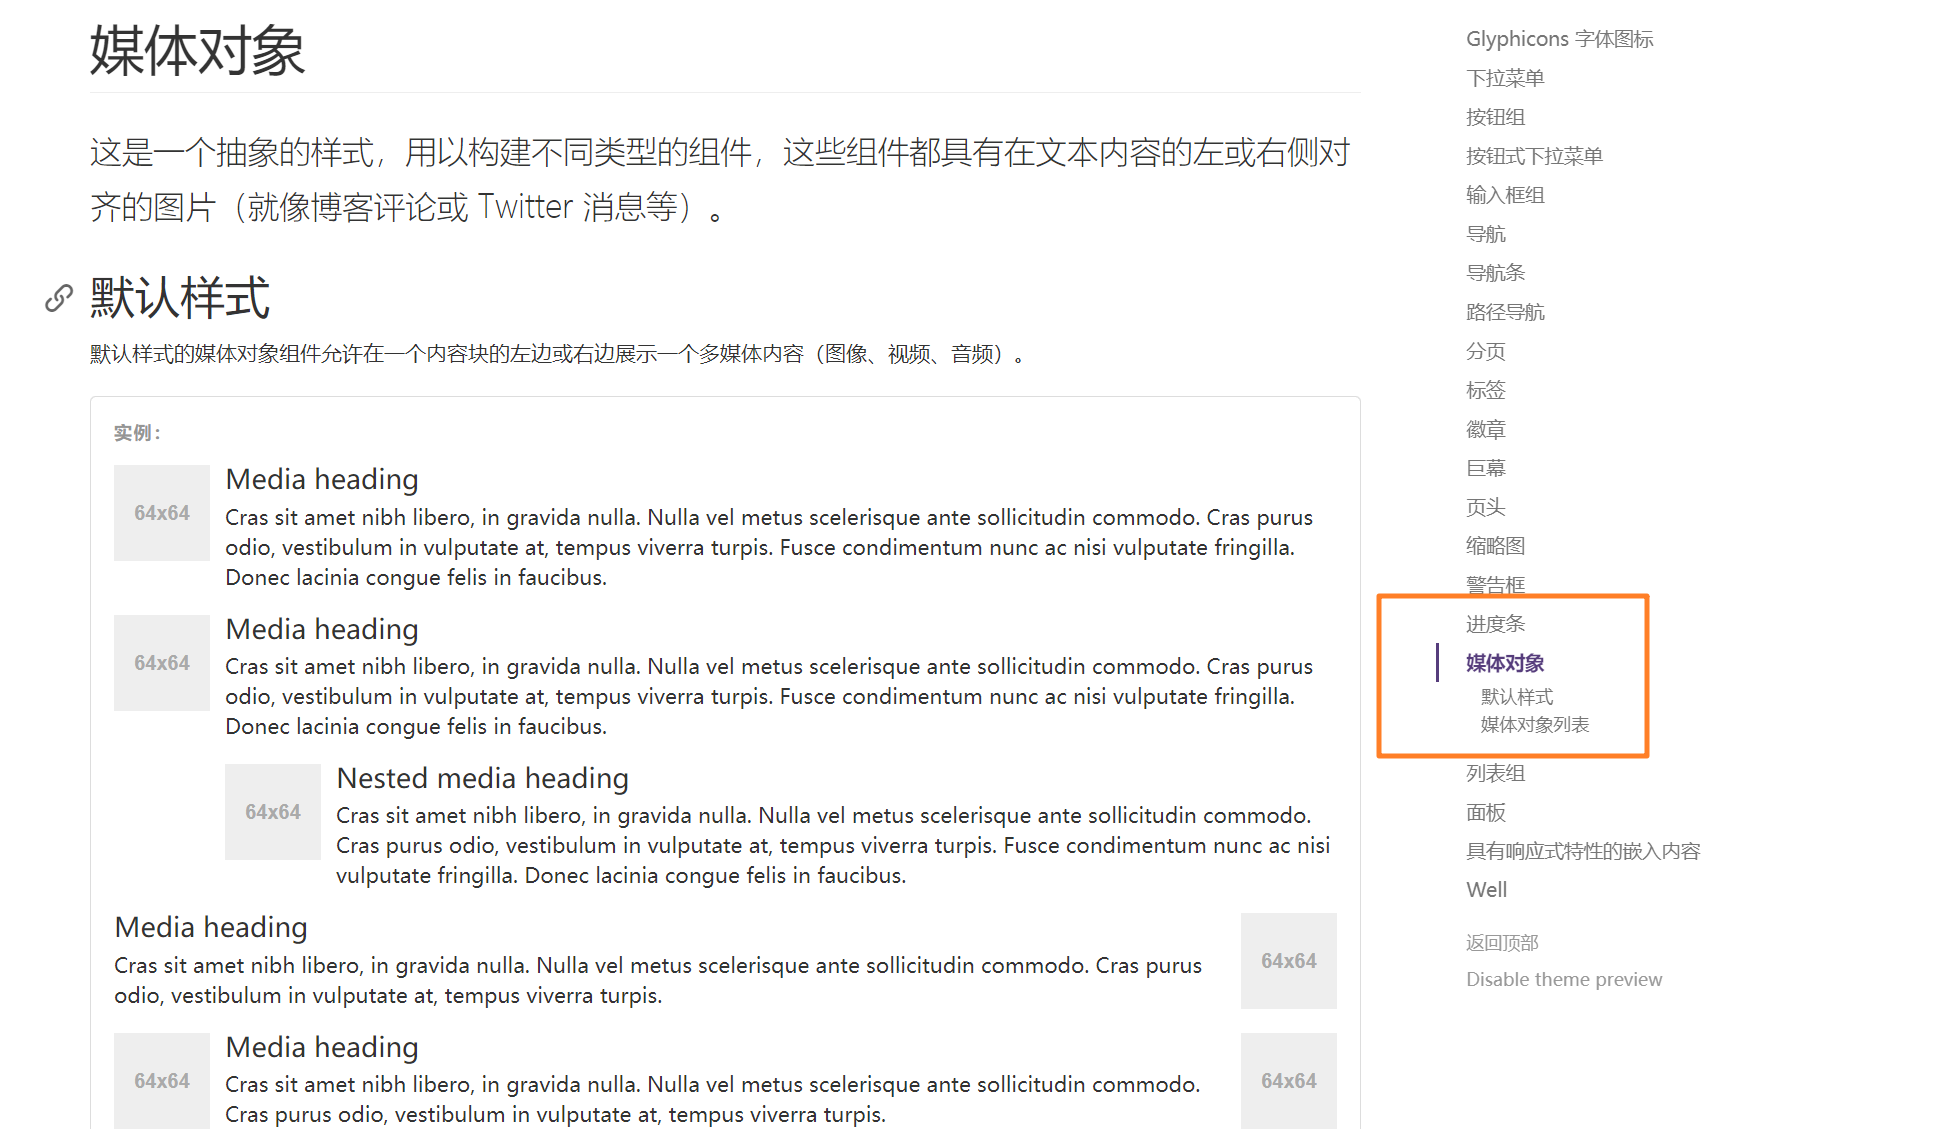 媒体对象
这是一个抽象的样式，用以构建不同类型的组件，这些组件都具有在文本内容的左或右侧对
齐的图片（就像博客评论或 Twitter 消息等）。
默认样式
默认样式的媒体对象组件允许在一个内容块的左边或右边展示一个多媒体内容（图像、视频、音频）。
实例：
64x64
Media heading
Cras sit amet nibh libero, in gravida nulla. Nulla vel metus scelerisque ante sollicitudin commodo. Cras purus
odio, vestibulum in vulputate at, tempus viverra turpis. Fusce condimentum nunc ac nisi vulputate fringilla.
Donec lacinia congue felis in faucibus.
64x64
Media heading
Cras sit amet nibh libero, in gravida nulla. Nulla vel metus scelerisque ante sollicitudin commodo. Cras purus
odio, vestibulum in vulputate at, tempus viverra turpis. Fusce condimentum nunc ac nisi vulputate fringilla.
Donec lacinia congue felis in faucibus.
64x64
Nested media heading
Cras sit amet nibh libero, in gravida nulla. Nulla vel metus scelerisque ante sollicitudin commodo.
Cras purus odio, vestibulum in vulputate at, tempus viverra turpis. Fusce condimentum nunc ac nisi
vulputate fringilla. Donec lacinia congue felis in faucibus.
Media heading
Cras sit amet nibh libero, in gravida nulla. Nulla vel metus scelerisque ante sollicitudin commodo. Cras purus
odio, vestibulum in vulputate at, tempus viverra turpis.
64x64
64x64
Media heading
Cras sit amet nibh libero, in gravida nulla. Nulla vel metus scelerisque ante sollicitudin commodo.
Cras purus odio, vestibulum in vulputate at, tempus viverra turpis.
64x64
Glyphicons 字体图标
下拉菜单
按钮组
按钮式下拉菜单
输入框组
导航
导航条
路径导航
分页
标签
徽章
巨幕
页头
缩略图
警告框
进度条
媒体对象
默认样式
媒体对象列表
列表组
面板
具有响应式特性的嵌入内容
Well
返回顶部
Disable theme preview